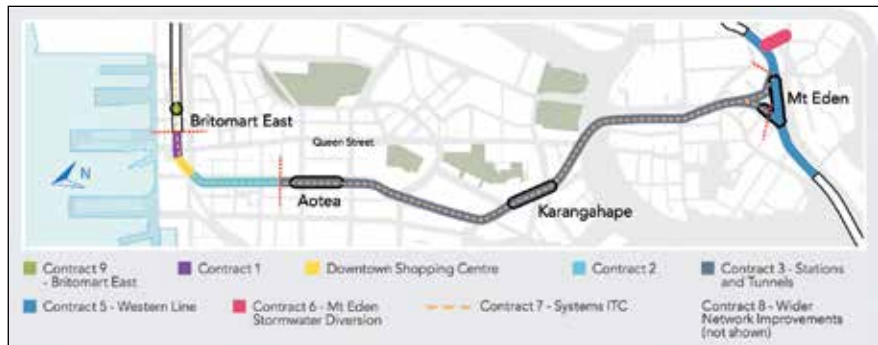 Britomart East
Queen Street
Mt Eden
N
Aotea
Karangahape
Contract 9
- Britomart East
Contract 1
Downtown Shopping Centre
Contract 2
Contract 3 - Stations
and Tunnels
Contract 5 - Western Line
Contract 6 - Mt Eden
Stormwater Diversion
Contract 7 - Systems ITC
Contract 8 - Wider
Network Improvements
(not shown)